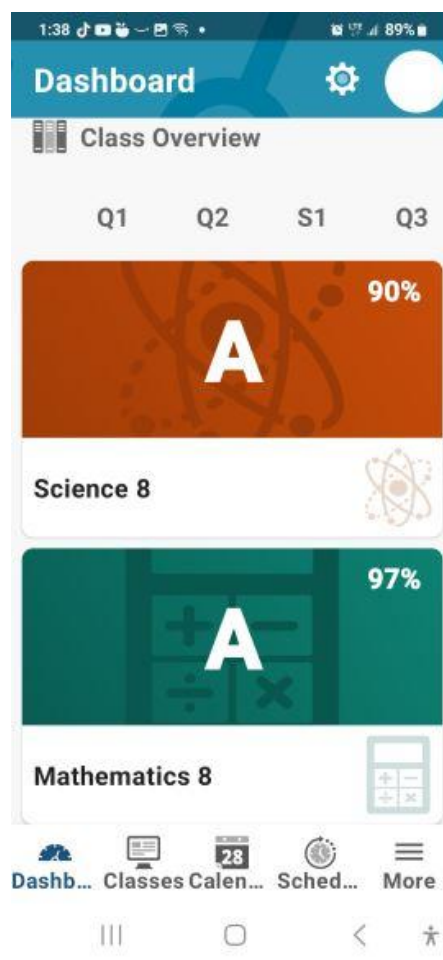 1:38 89%
Dashboard
Class Overview
Q1 Q2 S1 Q3
90%
A
Science 8
97%
A
Mathematics 8
28
Dashb... Classes Calen... Sched... More